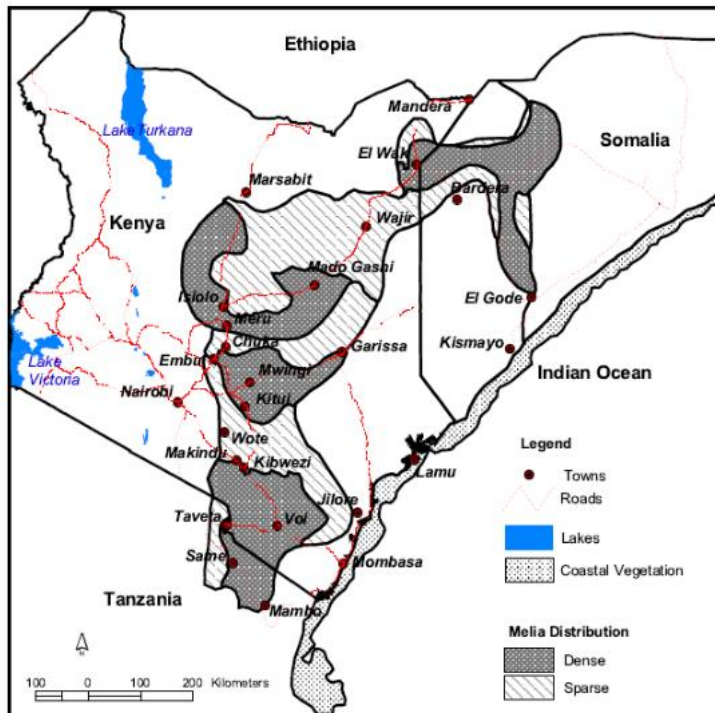 Ethiopia
Mandera
Lake Turkana
El Wak
Somalia
Marsabit
Bardera
Kenya
Wajir
Mado Gashi
Isiolo
El Gode
Meru
Chuka
Garissa
Kismayo
Embu
Lake
Victoria
Mwingi
Indian Ocean
Nairobi
Kitui
Wote
Legend
Makindu
Kibwezi
Lamu
Towns
Roads
Jilore
Taveta
Voi
Lakes
Same
Mombasa
Coastal Vegetation
Tanzania
Mambo
Melia Distribution
N
Dense
100 0 100 200 Kilometers
Sparse